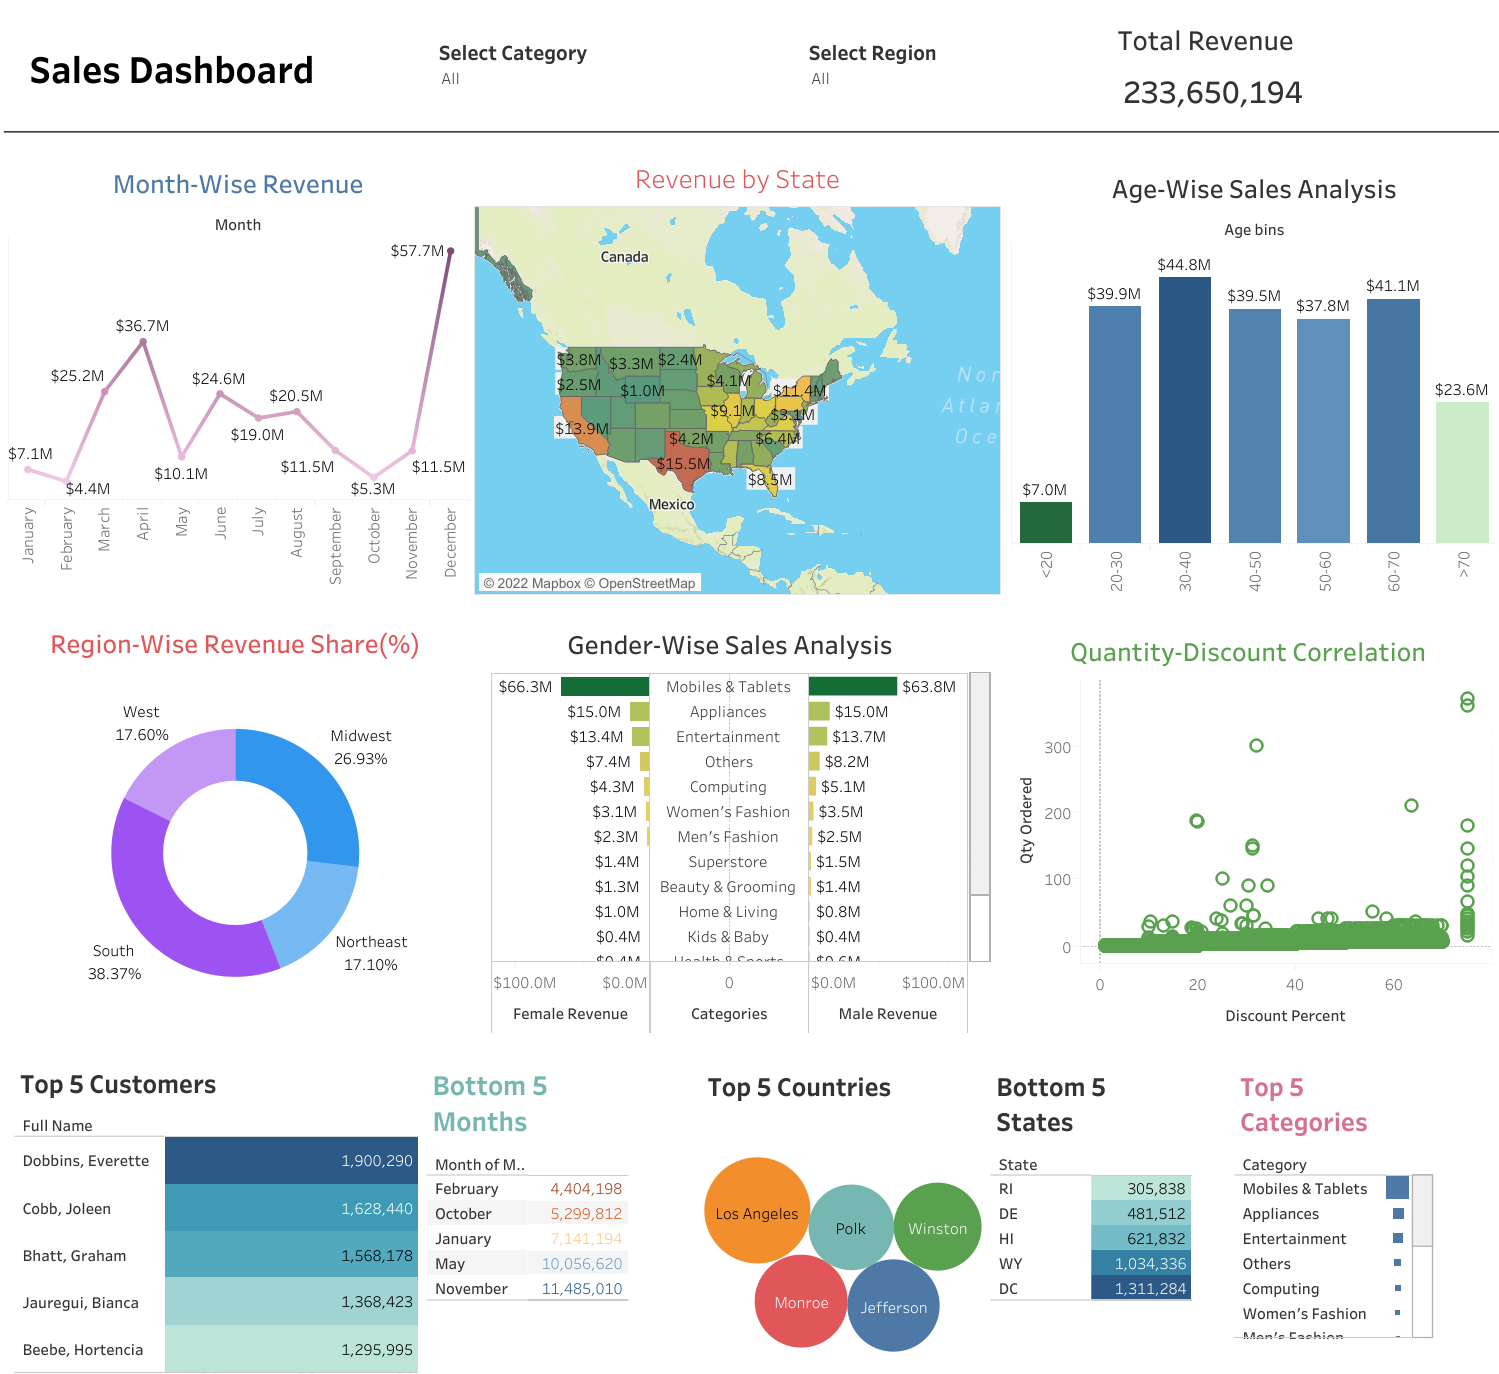 Sales Dashboard
Select Category
All
Select Region
All
Total Revenue
233,650,194
Month-Wise Revenue
Month
$57.7M
$36.7M
$25.2M
$24.6M
$20.5M
$19.0M
$7.1M
$10.1M
$11.5M
$11.5M
$4.4M
$5.3M
January
February
March
April
May
June
July
August
September
October
November
December
Revenue by State
Canada
$3.8M
$3.3M
$2.4M
$2.5M
$1.0M
$4.1M
$11.4M
$9.1M
$3.1M
$13.9M
$4.2M
$6.4M
$15.5M
$8.5M
Mexico
Nor
Atlar
Oce
© 2022 Mapbox © OpenStreetMap
Age-Wise Sales Analysis
Age bins
$7.0M
$39.9M
$44.8M
$39.5M
$37.8M
$41.1M
$23.6M
<20
20-30
30-40
40-50
50-60
60-70
>70
Region-Wise Revenue Share(%)
West
17.60%
Midwest
26.93%
South
38.37%
Northeast
17.10%
Gender-Wise Sales Analysis
$66.3M Mobiles & Tablets $63.8M
$15.0M Appliances $15.0M
$13.4M Entertainment $13.7M
$7.4M Others $8.2M
$4.3M Computing $5.1M
$3.1M Women's Fashion $3.5M
$2.3M Men's Fashion $2.5M
$1.4M Superstore $1.5M
$1.3M Beauty & Grooming $1.4M
$1.0M Home & Living $0.8M
$0.4M Kids & Baby $0.4M
$0.4M Health & Sports $0.6M
$100.0M $0.0M 0 $0.0M $100.0M
Female Revenue Categories Male Revenue
Quantity-Discount Correlation
Qty Ordered
300
200
100
0
0 20 40 60
Discount Percent
Top 5 Customers
Full Name
Dobbins, Everette 1,900,290
Cobb, Joleen 1,628,440
Bhatt, Graham 1,568,178
Jauregui, Bianca 1,368,423
Beebe, Hortencia 1,295,995
Bottom 5
Months
Month of M..
February 4,404,198
October 5,299,812
January 7,141,194
May 10,056,620
November 11,485,010
Top 5 Countries
Los Angeles
Polk
Winston
Monroe
Jefferson
Bottom 5
States
State
RI 305,838
DE 481,512
HI 621,832
WY 1,034,336
DC 1,311,284
Top 5
Categories
Category
Mobiles & Tablets
Appliances
Entertainment
Others
Computing
Women's Fashion
Men's Fashion